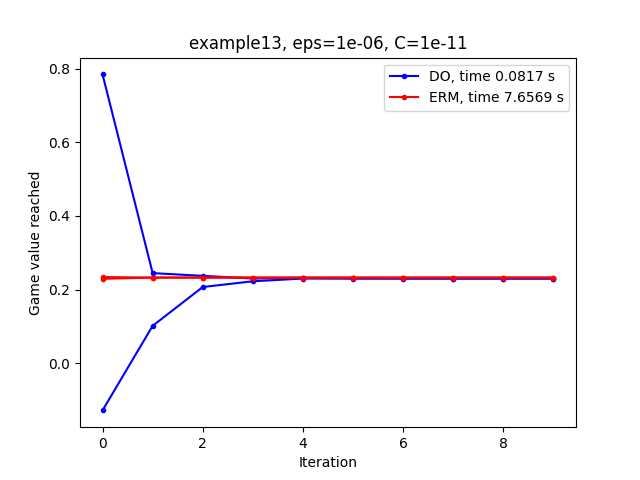 example13, eps=1e-06, C=1e-11
DO, time 0.0817 s
ERM, time 7.6569 s
Game value reached
0.8
0.6
0.4
0.2
0.0
0
2
4
6
8
Iteration